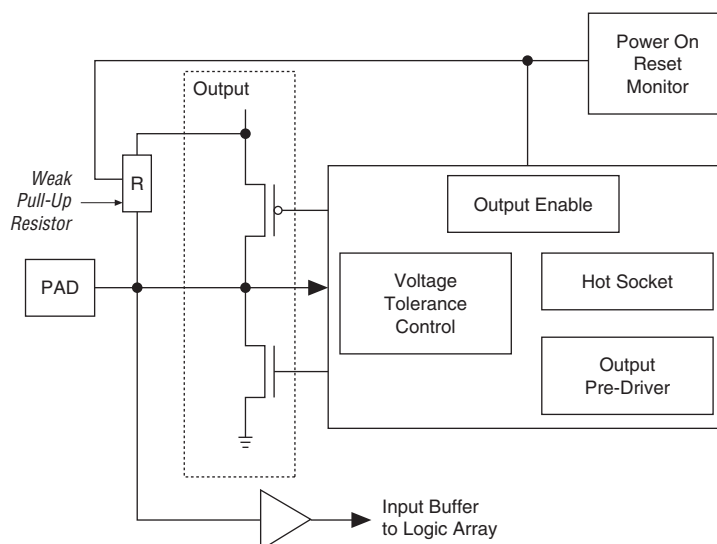 Power On
Reset
Monitor
Output
Weak
Pull-Up
Resistor
R
Output Enable
PAD
Voltage
Tolerance
Control
Hot Socket
Output
Pre-Driver
Input Buffer
to Logic Array